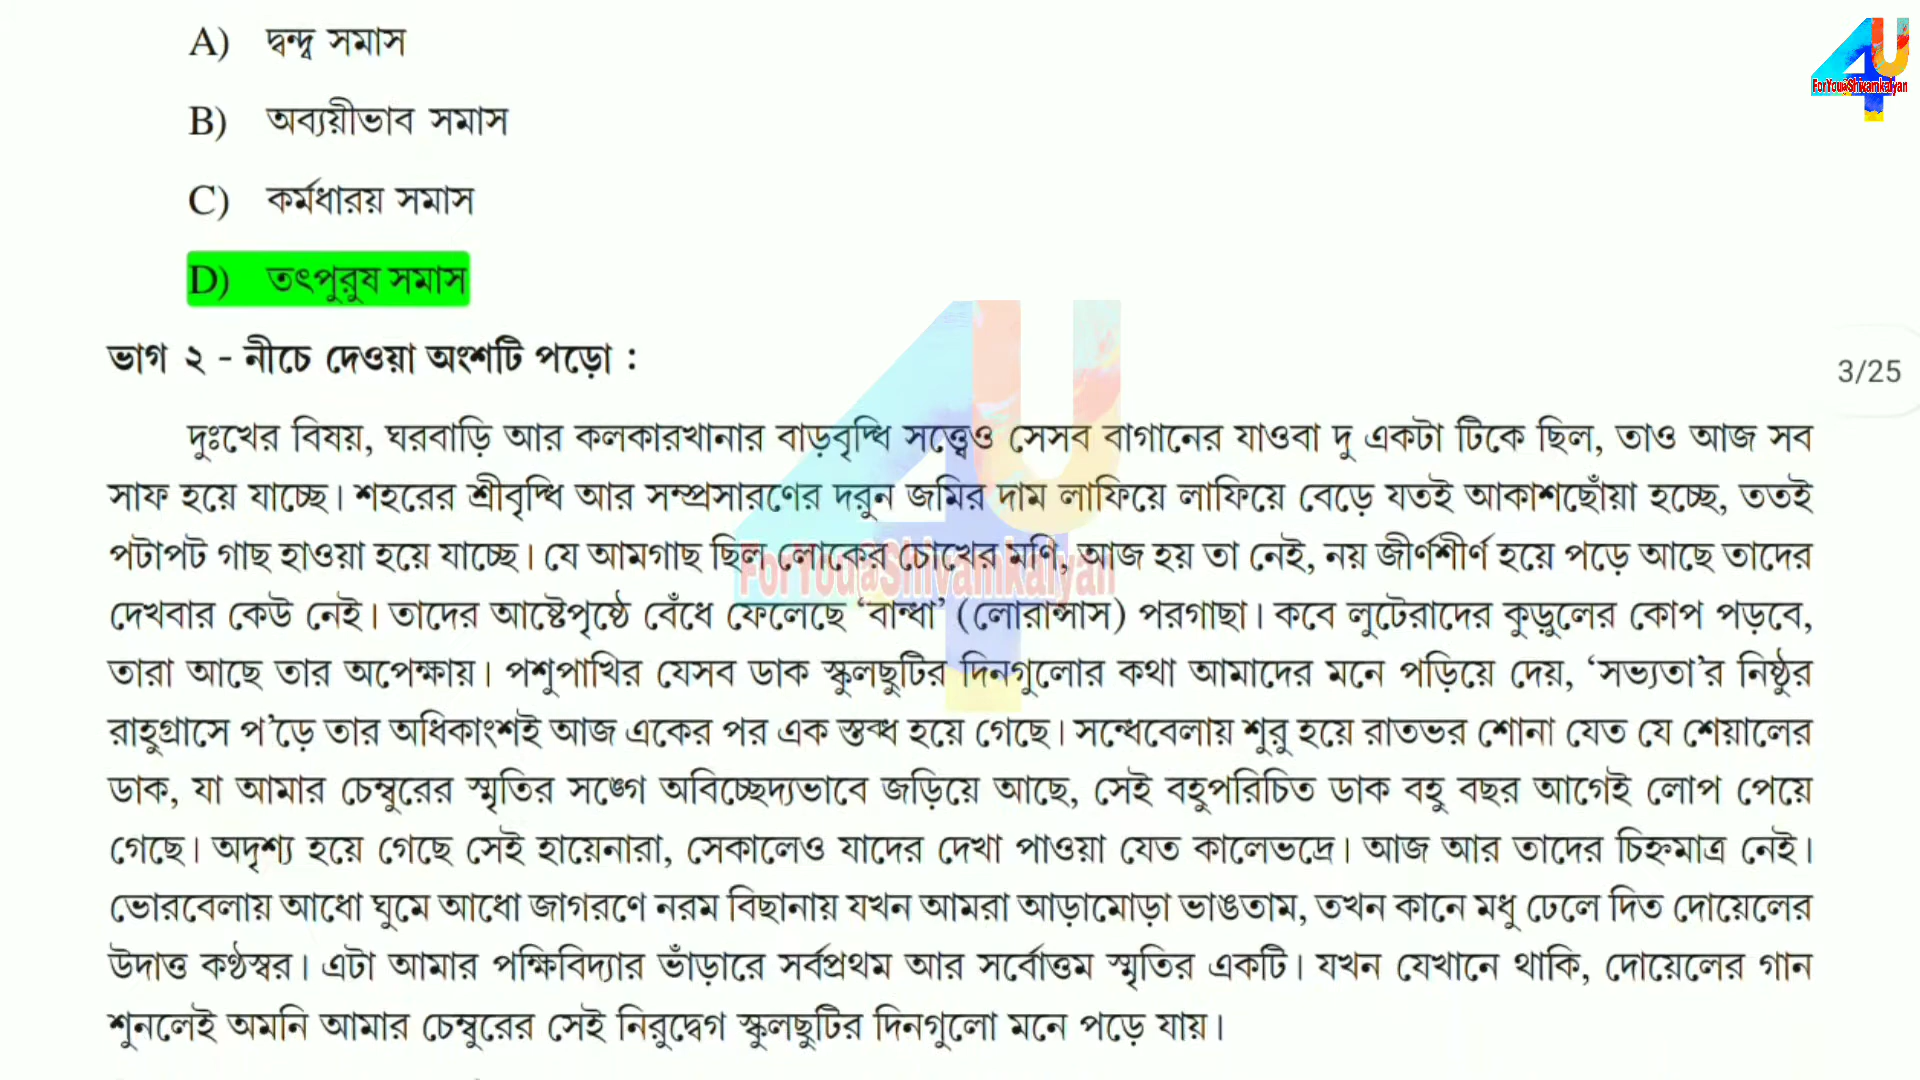 A) দ্বন্দ্ব সমাস
4U
ForYou@Shivamkalyan
B) অব্যয়ীভাব সমাস
C) কর্মধারয় সমাস
D) তৎপুরুষ সমাস
ভাগ ২ - নীচে দেওয়া অংশটি পড়ো :
3/25
দুঃখের বিষয়, ঘরবাড়ি আর কলকারখানার বাড়বৃদ্ধি সত্ত্বেও সেসব বাগানের যাওবা দু একটা টিকে ছিল, তাও আজ সব
সাফ হয়ে যাচ্ছে। শহরের শ্রীবৃদ্ধি আর সম্প্রসারণের দরুন জমির দাম লাফিয়ে লাফিয়ে বেড়ে যতই আকাশছোঁয়া হচ্ছে, ততই
পটাপট গাছ হাওয়া হয়ে যাচ্ছে। যে আমগাছ ছিল লোকের চোখের মণি, আজ হয় তা নেই, নয় জীর্ণশীর্ণ হয়ে পড়ে আছে তাদের
দেখবার কেউ নেই। তাদের আষ্টেপৃষ্ঠে বেঁধে ফেলেছে ‘বান্ধা’ (লোরান্সাস) পরগাছা। কবে লুটেরাদের কুড়ুলের কোপ পড়বে,
তারা আছে তার অপেক্ষায়। পশুপাখির যেসব ডাক স্কুলছুটির দিনগুলোর কথা আমাদের মনে পড়িয়ে দেয়, ‘সভ্যতা’র নিষ্ঠুর
রাহুগ্রাসে প’ড়ে তার অধিকাংশই আজ একের পর এক স্তব্ধ হয়ে গেছে। সন্ধেবেলায় শুরু হয়ে রাতভর শোনা যেত যে শেয়ালের
ডাক, যা আমার চেম্বুরের স্মৃতির সঙ্গে অবিচ্ছেদ্যভাবে জড়িয়ে আছে, সেই বহুপরিচিত ডাক বহু বছর আগেই লোপ পেয়ে
গেছে। অদৃশ্য হয়ে গেছে সেই হায়েনারা, সেকালেও যাদের দেখা পাওয়া যেত কালেভদ্রে। আজ আর তাদের চিহ্নমাত্র নেই।
ভোরবেলায় আধো ঘুমে আধো জাগরণে নরম বিছানায় যখন আমরা আড়ামোড়া ভাঙতাম, তখন কানে মধু ঢেলে দিত দোয়েলের
উদাত্ত কণ্ঠস্বর। এটা আমার পক্ষিবিদ্যার ভাঁড়ারে সর্বপ্রথম আর সর্বোত্তম স্মৃতির একটি। যখন যেখানে থাকি, দোয়েলের গান
শুনলেই অমনি আমার চেম্বুরের সেই নিরুদ্বেগ স্কুলছুটির দিনগুলো মনে পড়ে যায়।
4U
ForYou@Shivamkalyan